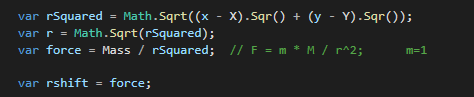 var rSquared = Math.Sqrt((x - X).Sqr() + (y - Y).Sqr());
var r = Math.Sqrt(rSquared);
var force = Mass / rSquared;  // F = m * M / r^2;      m=1
var rshift = force;